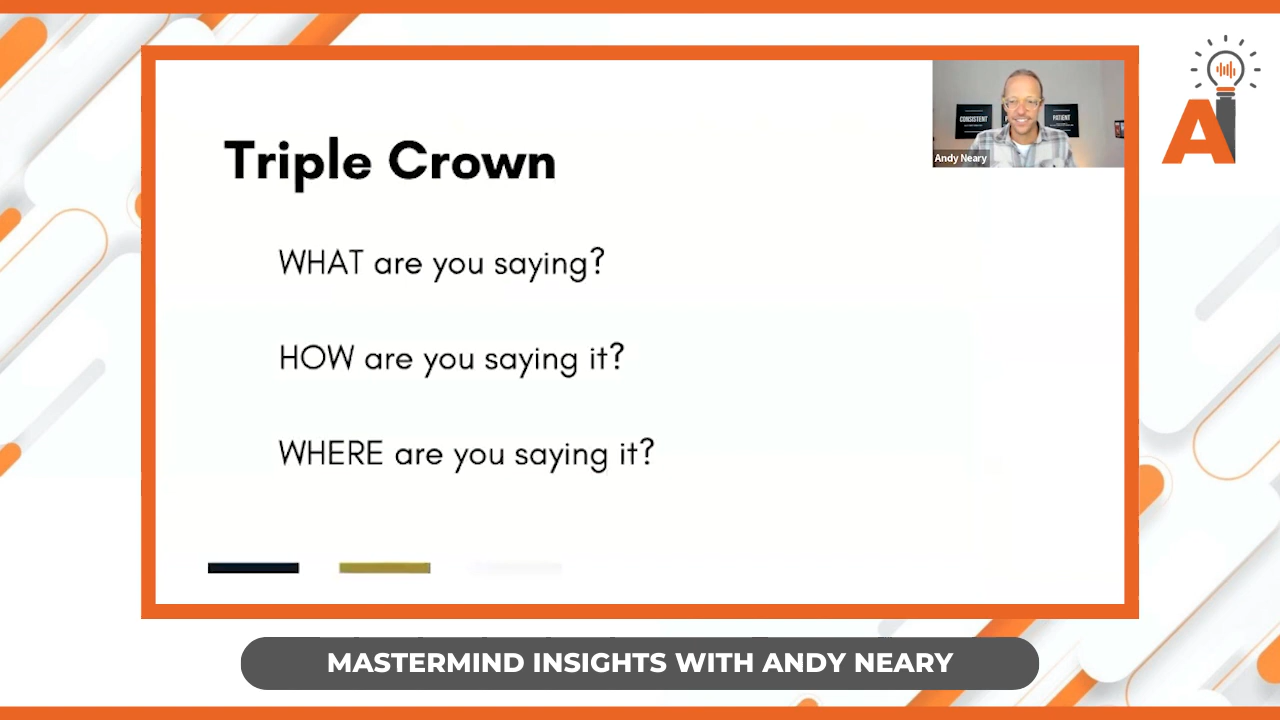 Triple Crown
WHAT are you saying?
HOW are you saying it?
WHERE are you saying it?
CONSISTENT
PATIENT
Andy Neary
AI
MASTERMIND INSIGHTS WITH ANDY NEARY